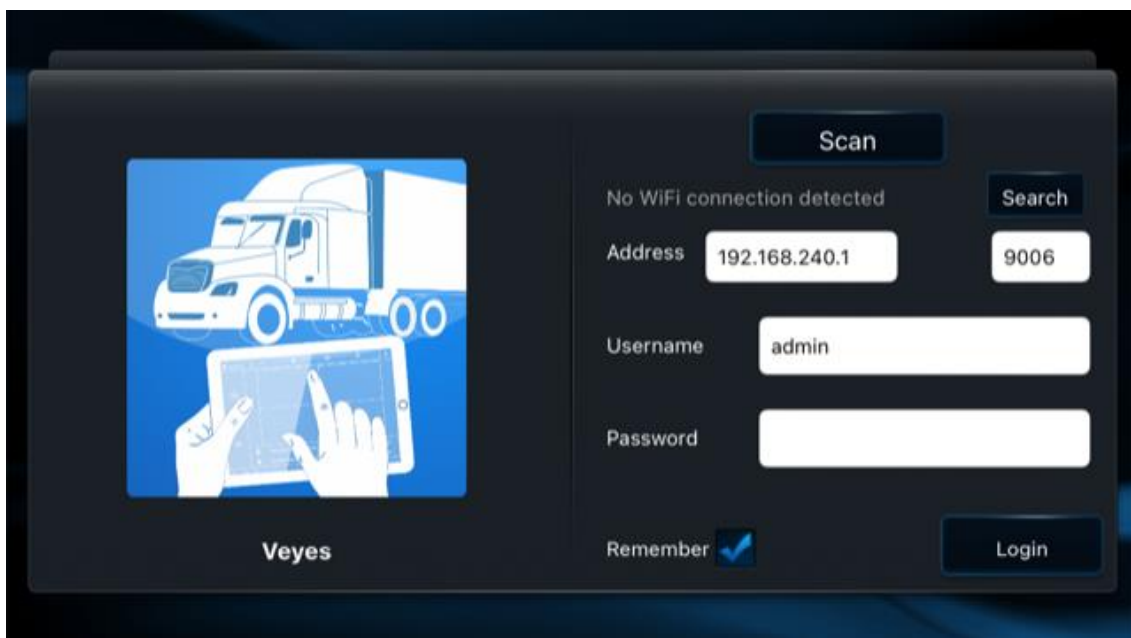 Scan
No WiFi connection detected Search
Address 192.168.240.1 9006
Username admin
Password
Veyes
Remember Login